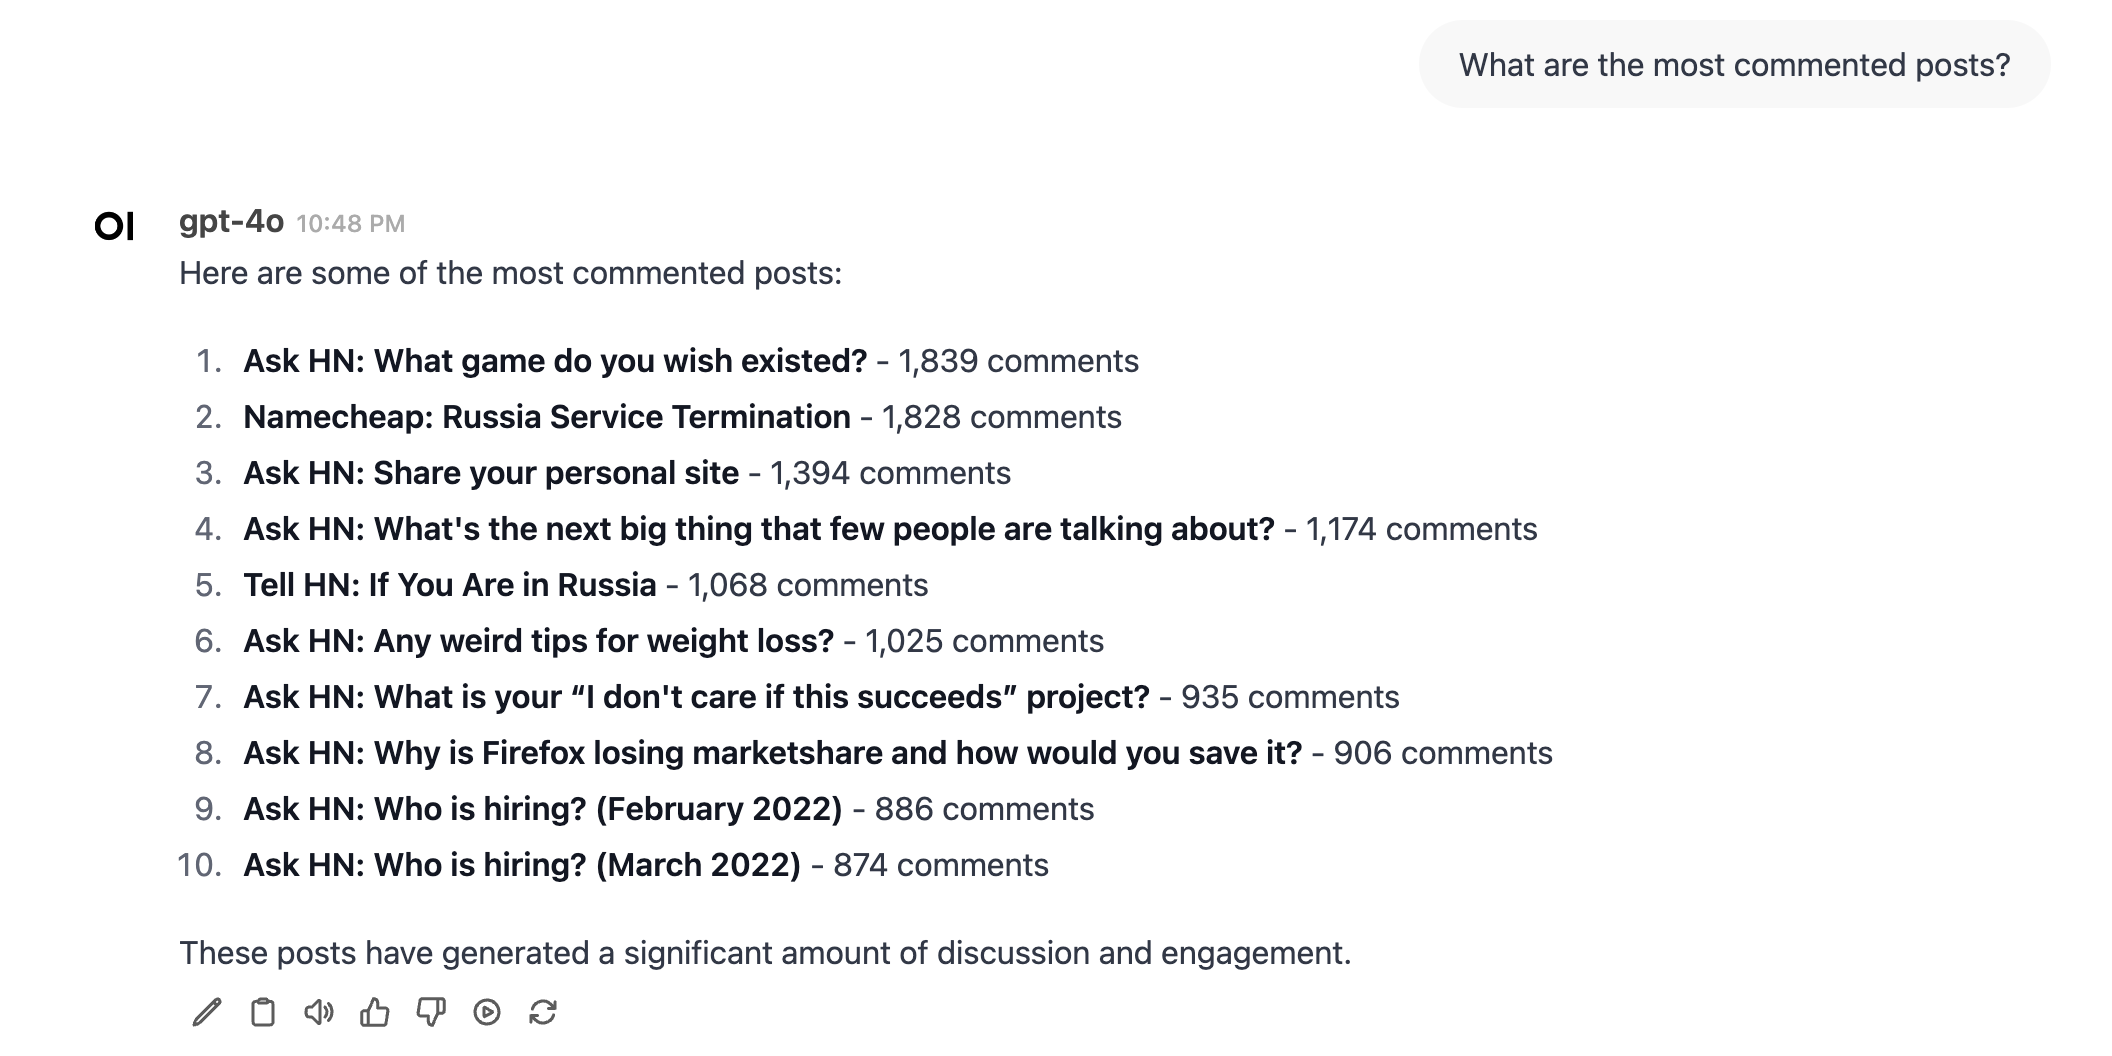 What are the most commented posts?
OI gpt-4o 10:48 PM
Here are some of the most commented posts:
1. Ask HN: What game do you wish existed? - 1,839 comments
2. Namecheap: Russia Service Termination - 1,828 comments
3. Ask HN: Share your personal site - 1,394 comments
4. Ask HN: What's the next big thing that few people are talking about? - 1,174 comments
5. Tell HN: If You Are in Russia - 1,068 comments
6. Ask HN: Any weird tips for weight loss? - 1,025 comments
7. Ask HN: What is your “I don't care if this succeeds” project? - 935 comments
8. Ask HN: Why is Firefox losing marketshare and how would you save it? - 906 comments
9. Ask HN: Who is hiring? (February 2022) - 886 comments
10. Ask HN: Who is hiring? (March 2022) - 874 comments
These posts have generated a significant amount of discussion and engagement.